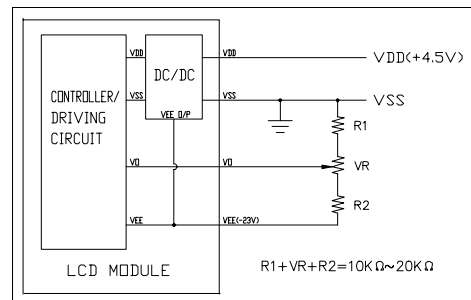 VDD
VDD
VDD(+4.5V)
DC/DC
CONTROLLER/
DRIVING
CIRCUIT
VSS
VSS
VSS
VEE O/P
R1
VO
VO
VR
R2
VEE
VEE(-23V)
LCD MODULE
R1+VR+R2=10KΩ~20KΩ